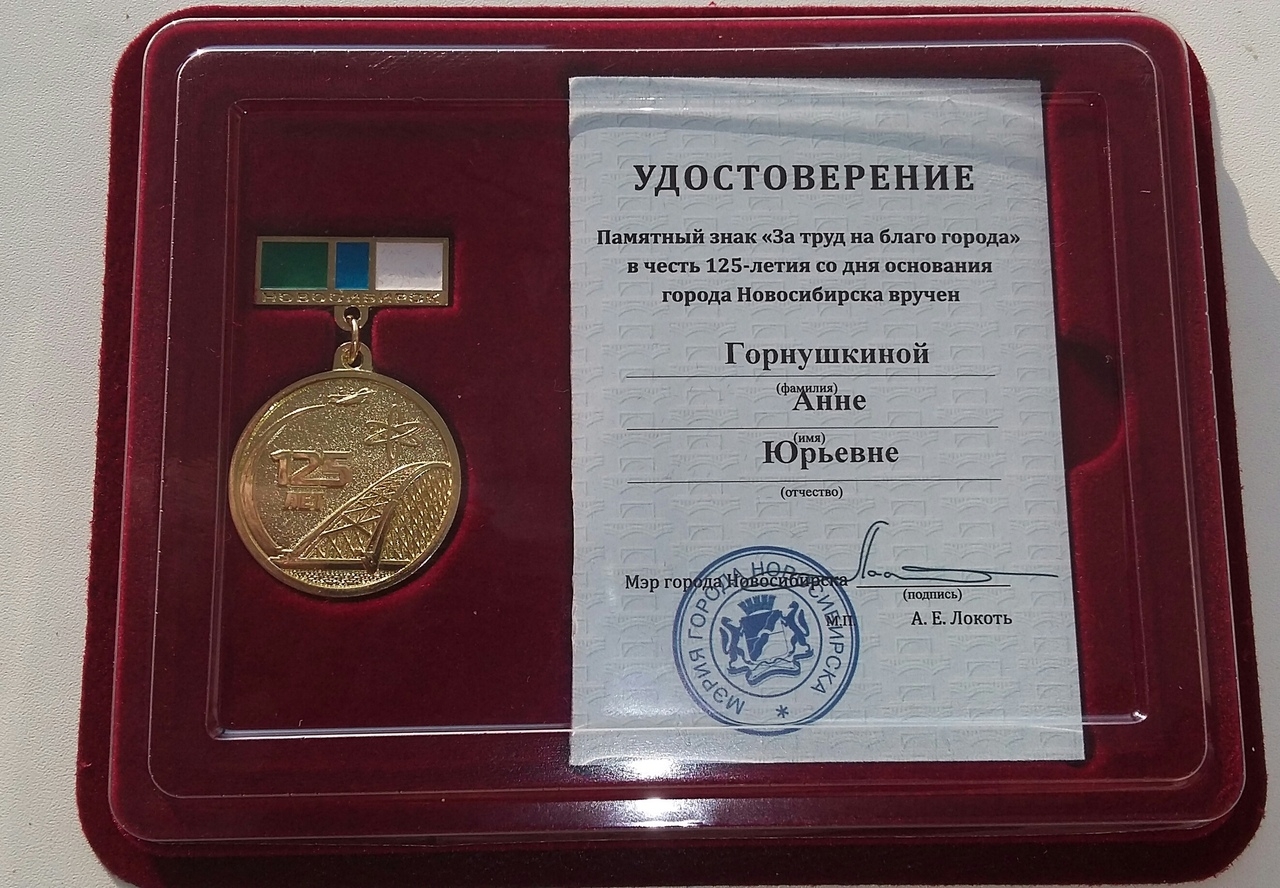 НОВОСИБИРСК
125
ЛЕТ
УДОСТОВЕРЕНИЕ
Памятный знак «За труд на благо города»
в честь 125-летия со дня основания
города Новосибирска вручен
Горнушкиной
(фамилия)
Анне
(имя)
Юрьевне
(отчество)
Мэр города Новосибирска
(подпись)
М.П.
А. Е. Локоть
МЭРИЯ ГОРОДА НОВОСИБИРСКА *